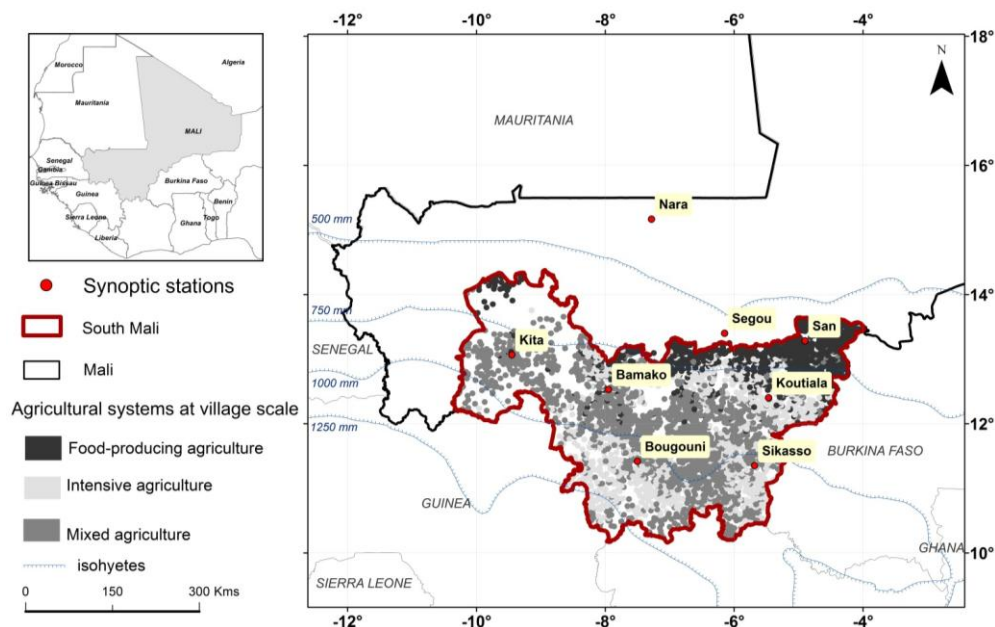 Morocco
Algeria
Mauritania
MALI
Senegal
Gambia
Guinea Bissau
Guinea
Burkina Faso
Benin
Sierra Leone
Ghana
Togo
Liberia
Synoptic stations
South Mali
Mali
Agricultural systems at village scale
Food-producing agriculture
Intensive agriculture
Mixed agriculture
isohyetes
0 150 300 Kms
-12° -10° -8° -6° -4°
N
18°
16°
14°
12°
10°
MAURITANIA
Nara
500 mm
750 mm
Segou
San
SENEGAL
Kita
Bamako
Koutiala
1000 mm
1250 mm
Bougouni
Sikasso
BURKINA FASO
GUINEA
GHANA
SIERRA LEONE
-12° -10° -8° -6° -4°